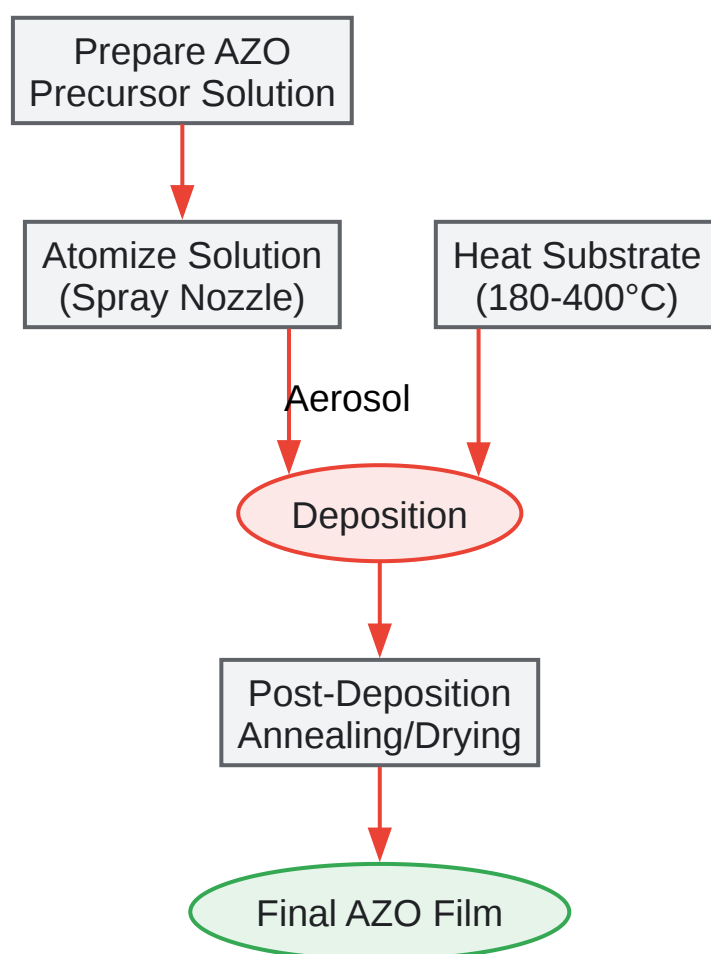 Prepare AZO
Precursor Solution
Atomize Solution
(Spray Nozzle)
Heat Substrate
(180-400°C)
Aerosol
Deposition
Post-Deposition
Annealing/Drying
Final AZO Film